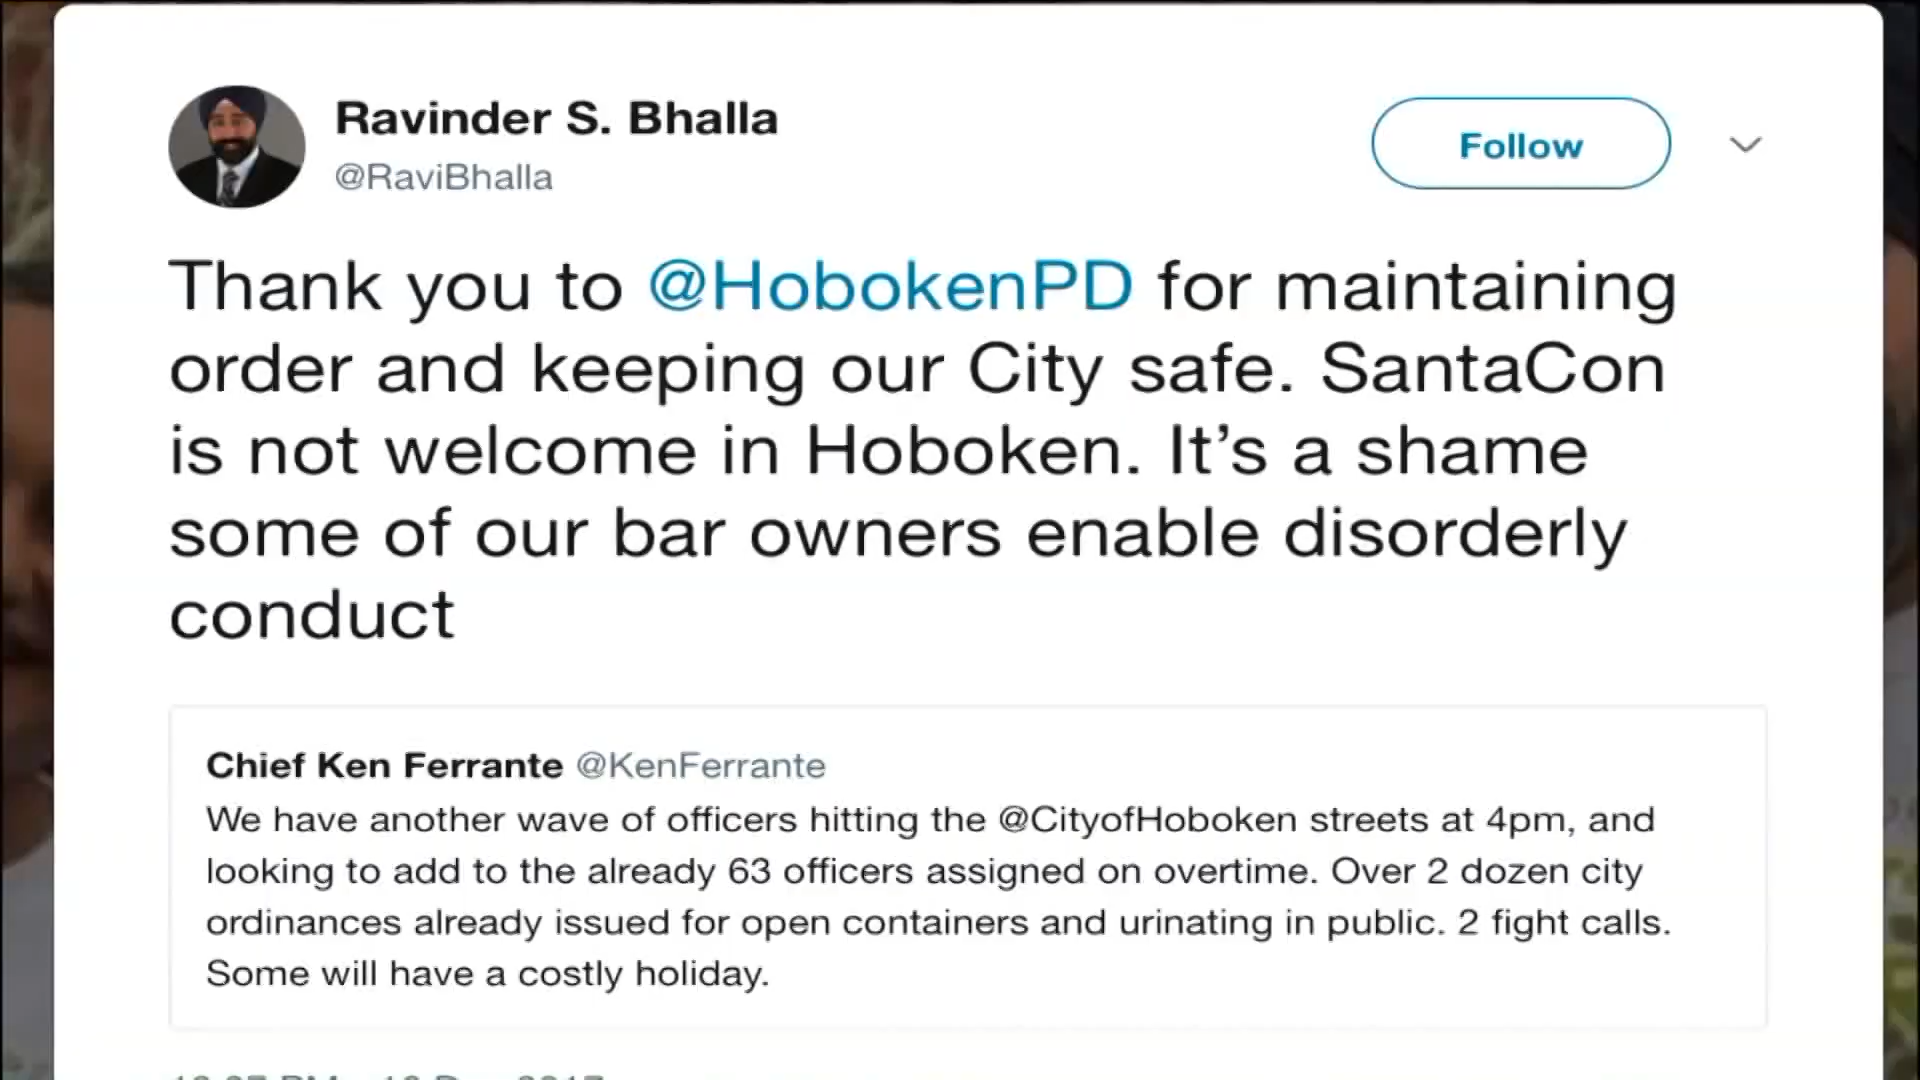 Ravinder S. Bhalla
@RaviBhalla
Follow
Thank you to @HobokenPD for maintaining
order and keeping our City safe. SantaCon
is not welcome in Hoboken. It's a shame
some of our bar owners enable disorderly
conduct
Chief Ken Ferrante @KenFerrante
We have another wave of officers hitting the @CityofHoboken streets at 4pm, and
looking to add to the already 63 officers assigned on overtime. Over 2 dozen city
ordinances already issued for open containers and urinating in public. 2 fight calls.
Some will have a costly holiday.